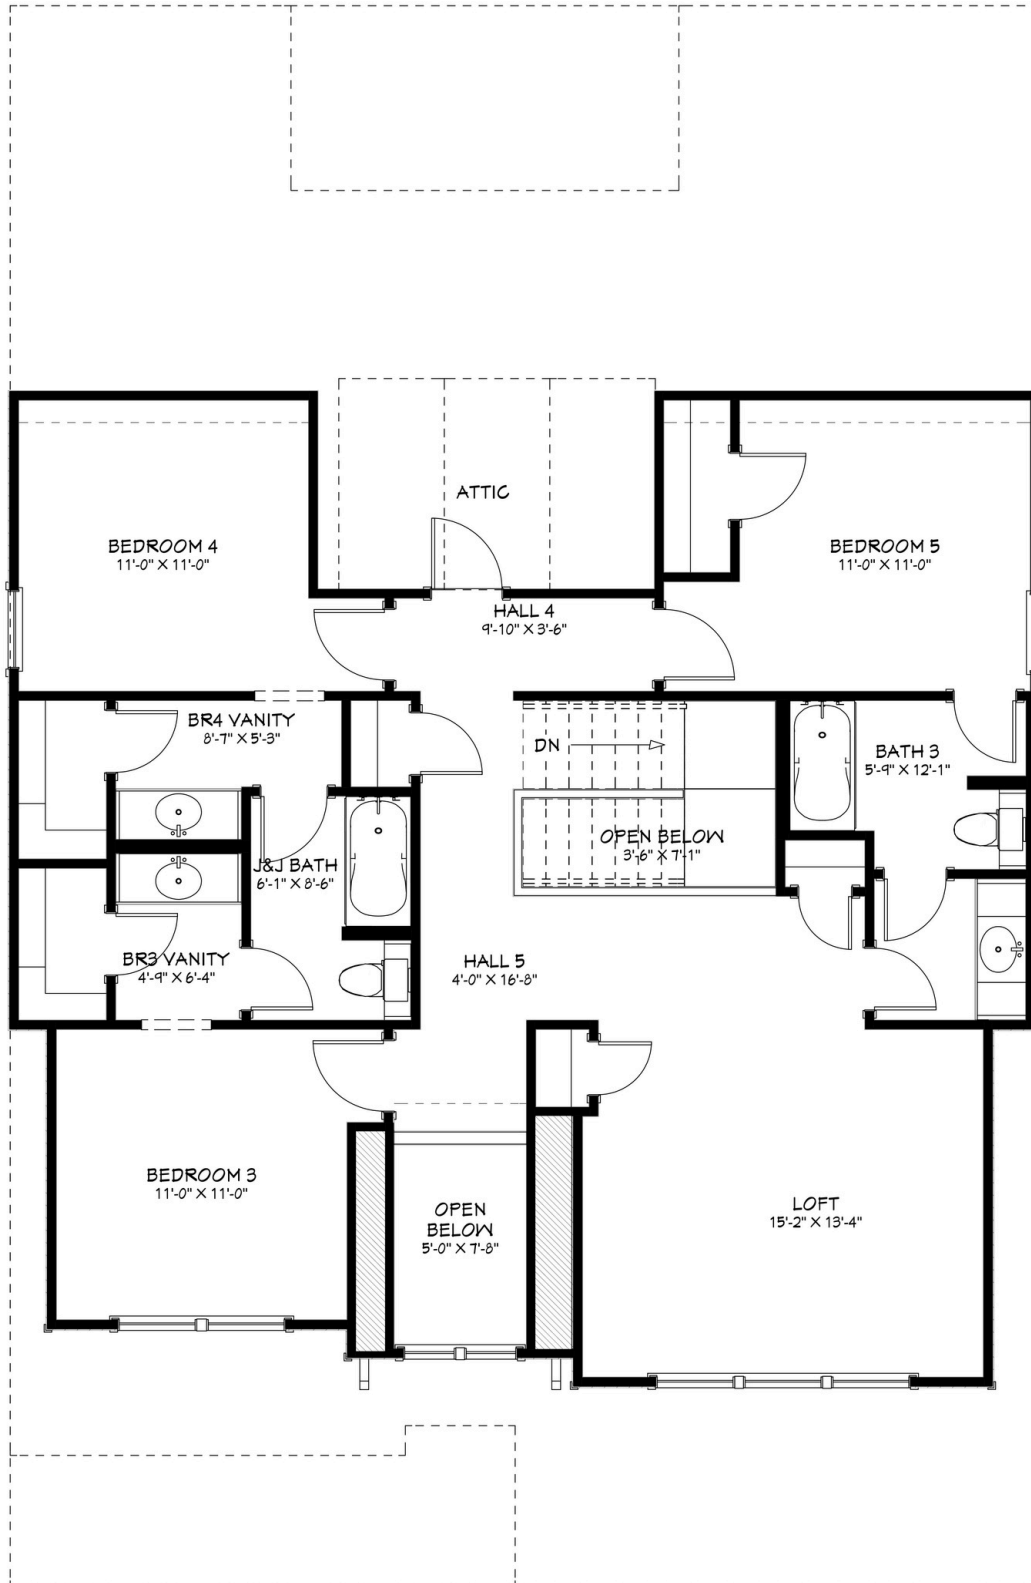 ATTIC
BEDROOM 4
11'-0" X 11'-0"
BEDROOM 5
11'-0" X 11'-0"
HALL 4
9'-10" X 3'-6"
BR4 VANITY
8'-7" X 5'-3"
DN
BATH 3
5'-9" X 12'-1"
OPEN BELOW
3'-6" X 7'-1"
J&J BATH
6'-1" X 8'-6"
BR3 VANITY
4'-9" X 6'-4"
HALL 5
4'-0" X 16'-8"
BEDROOM 3
11'-0" X 11'-0"
OPEN
BELOW
5'-0" X 7'-8"
LOFT
15'-2" X 13'-4"